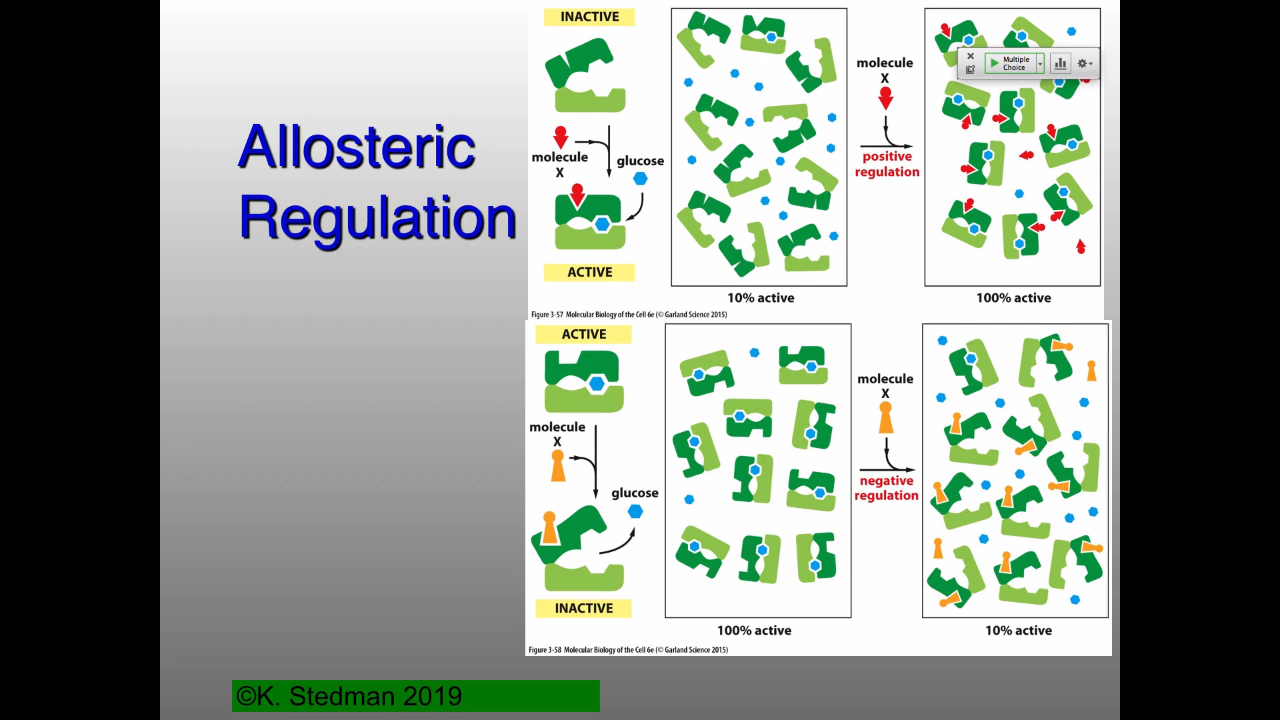 Allosteric
Regulation
INACTIVE
molecule
X
glucose
ACTIVE
10% active
molecule
X
positive
regulation
Multiple
Choice
100% active
Figure 3-57 Molecular Biology of the Cell 6e (© Garland Science 2015)
ACTIVE
molecule
X
glucose
INACTIVE
100% active
molecule
X
negative
regulation
10% active
Figure 3-58 Molecular Biology of the Cell 6e (© Garland Science 2015)
©K. Stedman 2019